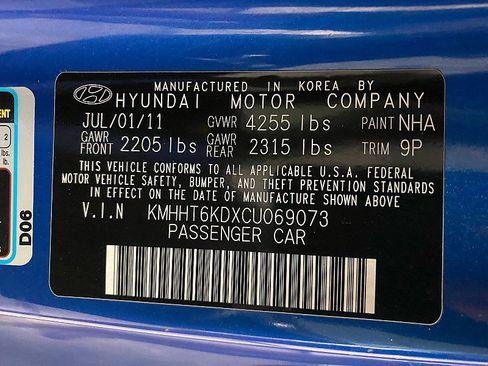 MANUFACTURED IN KOREA BY
HYUNDAI MOTOR COMPANY
JUL/01/11 GVWR 4255 lbs PAINT NHA
GAWR FRONT 2205 lbs GAWR REAR 2315 lbs TRIM 9P
THIS VEHICLE CONFORMS TO ALL APPLICABLE U.S.A. FEDERAL
MOTOR VEHICLE SAFETY, BUMPER, AND THEFT PREVENTION STANDARDS
IN EFFECT ON THE DATE OF MANUFACTURE SHOWN ABOVE.
V.I.N KMHHT6KDXCU069073
PASSENGER CAR
D06
2
lbs.